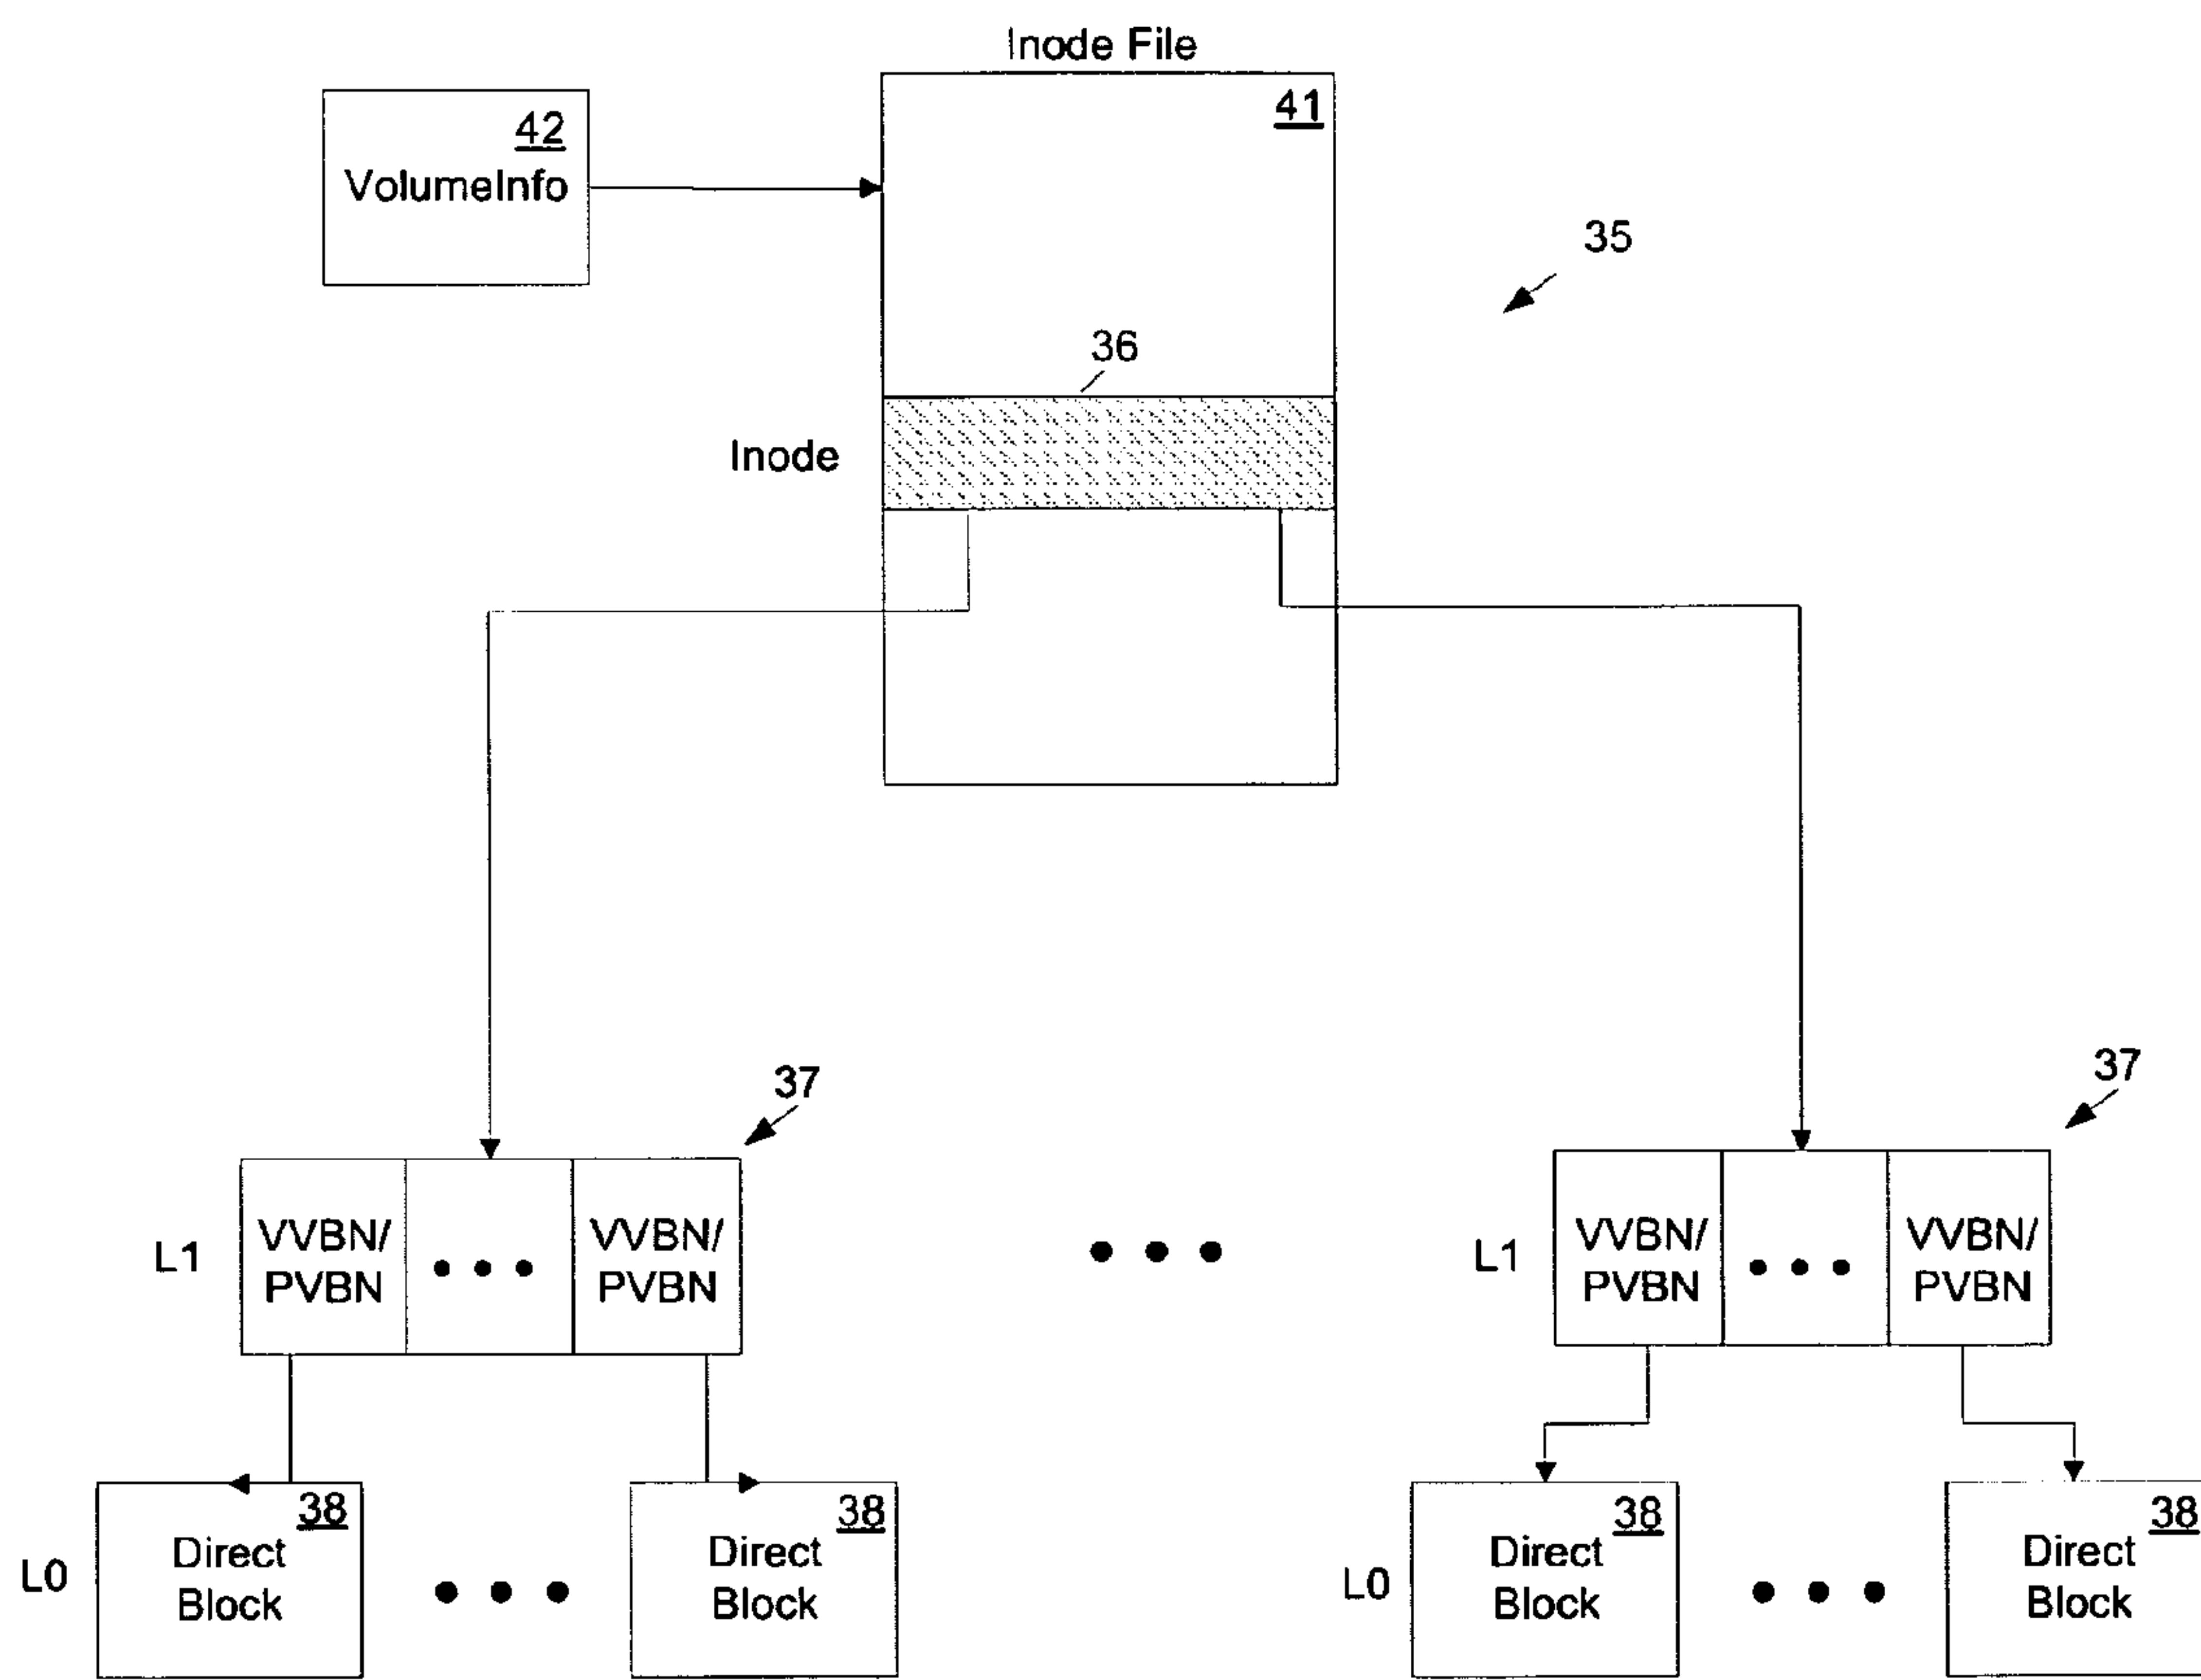 Inode File
41
42
VolumeInfo
35
36
Inode
37
37
L1
VVBN/
PVBN
VVBN/
PVBN
L1
VVBN/
PVBN
VVBN/
PVBN
38
Direct
Block
38
Direct
Block
38
Direct
Block
38
Direct
Block
L0
L0